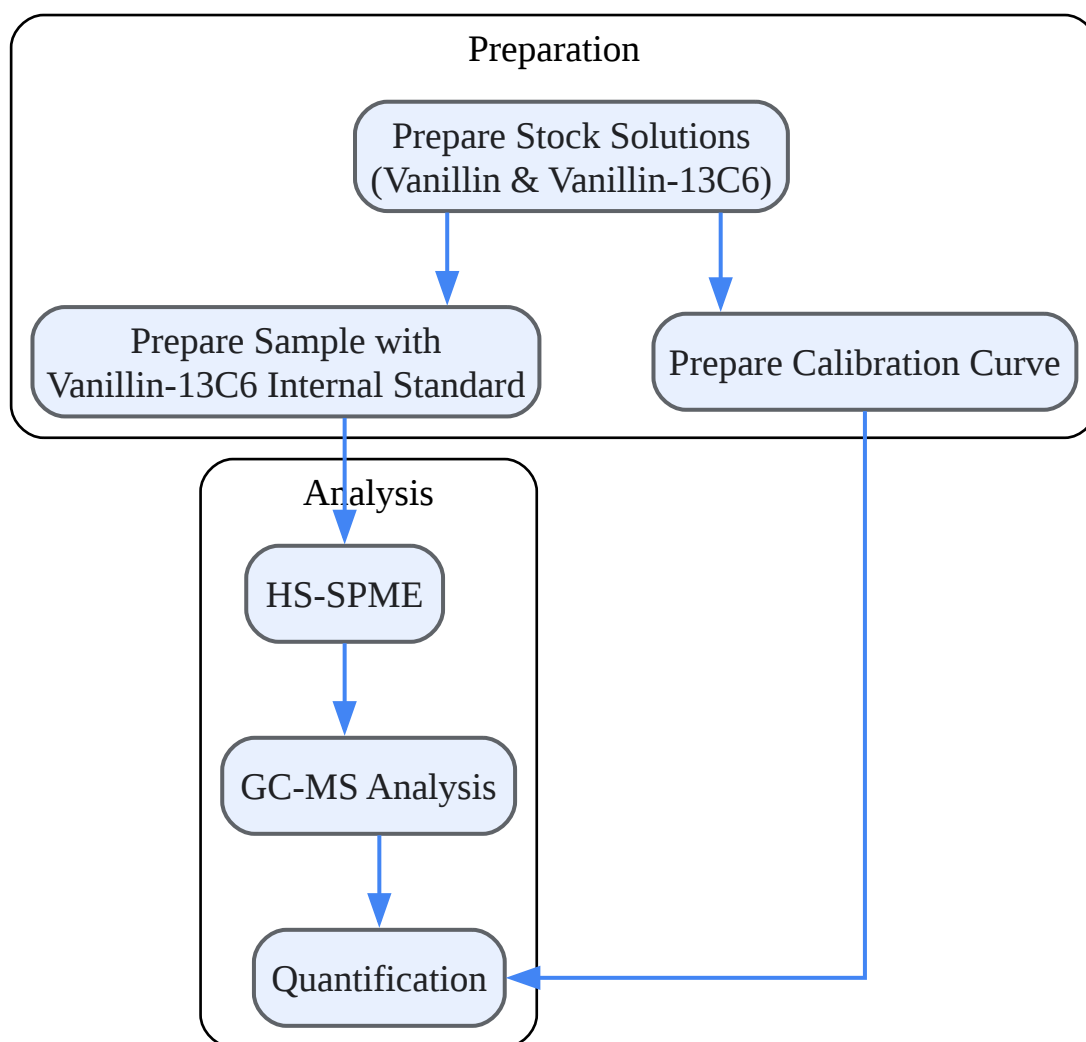 Preparation
Prepare Stock Solutions
(Vanillin & Vanillin-13C6)
Prepare Sample with
Vanillin-13C6 Internal Standard
Prepare Calibration Curve
Analysis
HS-SPME
GC-MS Analysis
Quantification